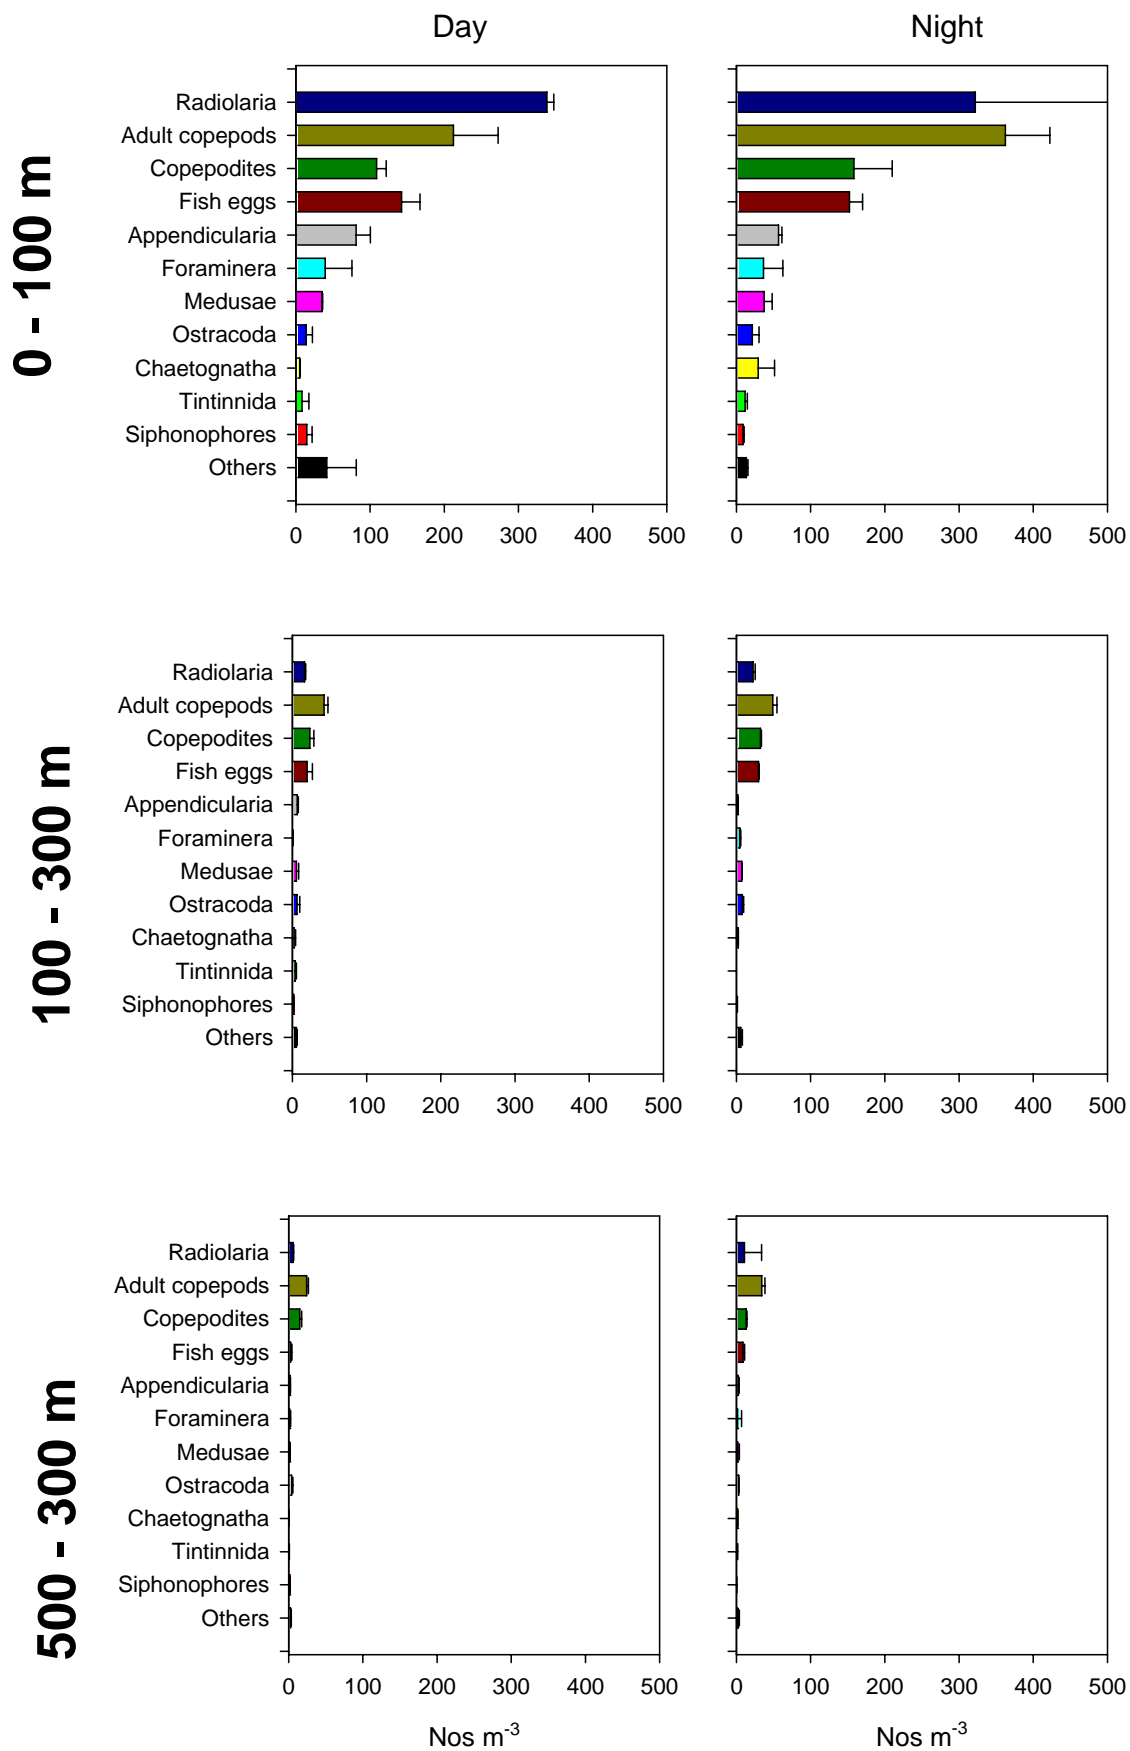 Day
Night
0 - 100 m
Radiolaria
Adult copepods
Copepodites
Fish eggs
Appendicularia
Foraminera
Medusae
Ostracoda
Chaetognatha
Tintinnida
Siphonophores
Others
0 100 200 300 400 500
0 100 200 300 400 500
100 - 300 m
Radiolaria
Adult copepods
Copepodites
Fish eggs
Appendicularia
Foraminera
Medusae
Ostracoda
Chaetognatha
Tintinnida
Siphonophores
Others
0 100 200 300 400 500
0 100 200 300 400 500
500 - 300 m
Radiolaria
Adult copepods
Copepodites
Fish eggs
Appendicularia
Foraminera
Medusae
Ostracoda
Chaetognatha
Tintinnida
Siphonophores
Others
0 100 200 300 400 500
0 100 200 300 400 500
Nos m⁻³
Nos m⁻³